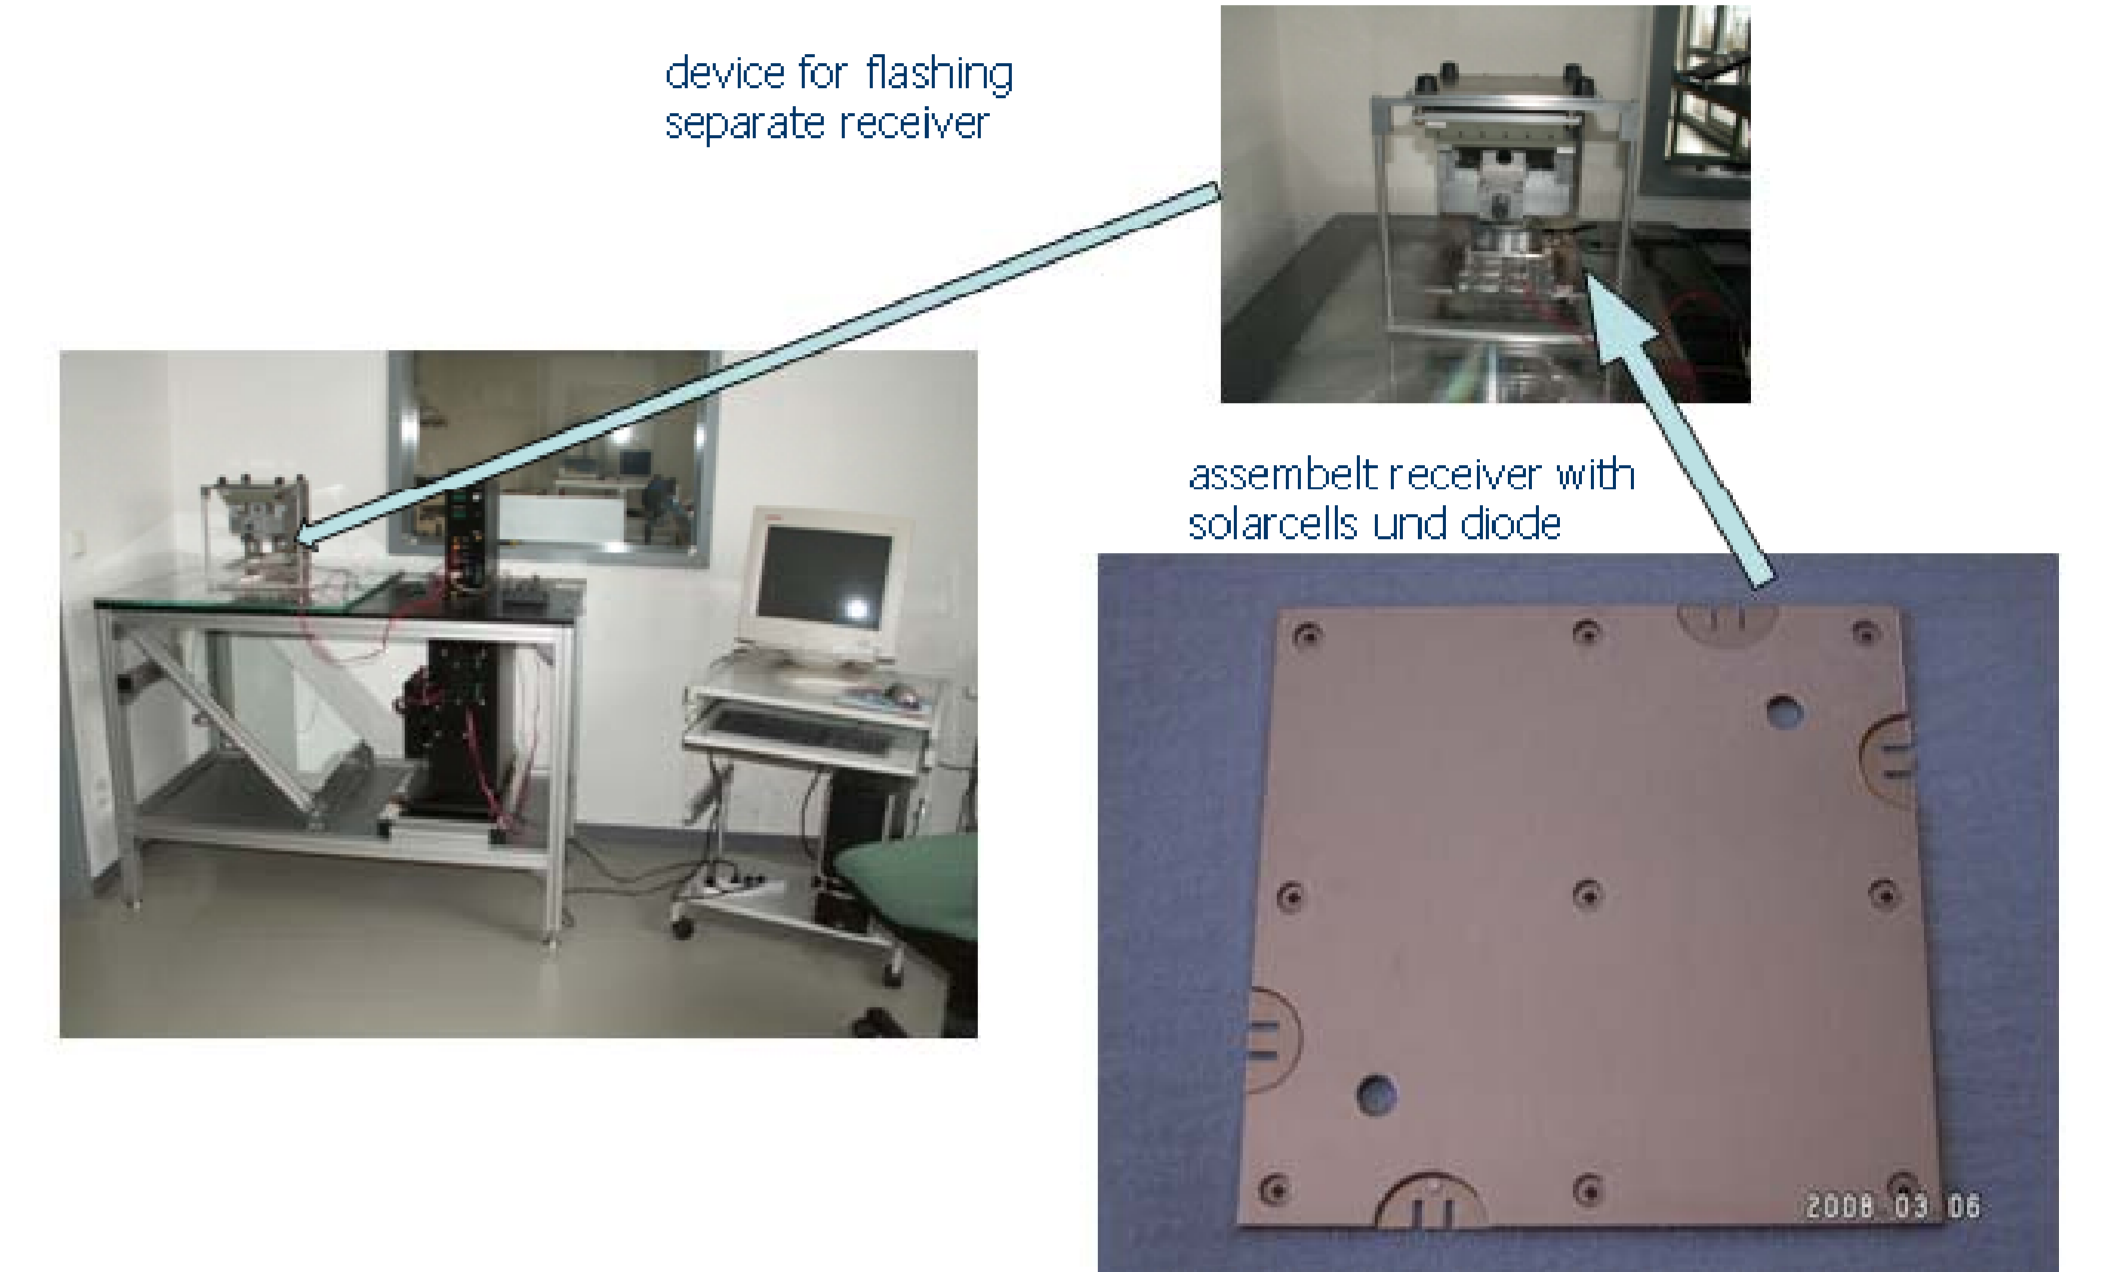 device for flashing
separate receiver
assembelt receiver with
solarcells und diode
2008 03 06